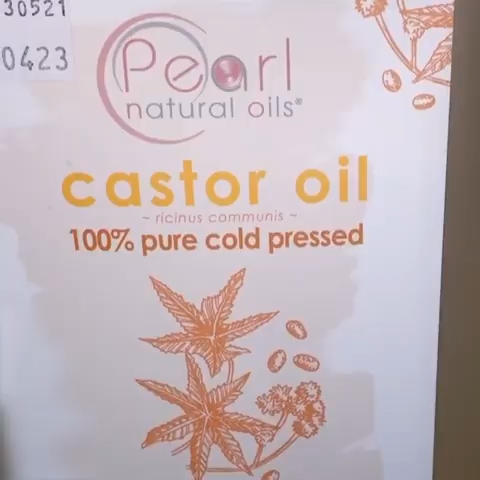 30521
0423
Pearl
natural oils®
castor oil
~ ricinus communis ~
100% pure cold pressed